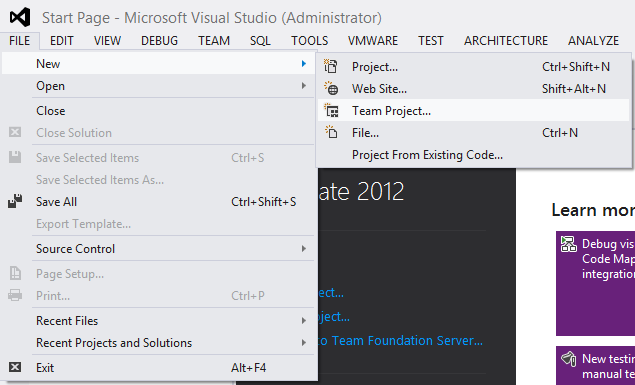 Start Page - Microsoft Visual Studio (Administrator)
FILE EDIT VIEW DEBUG TEAM SQL TOOLS VMWARE TEST ARCHITECTURE ANALYZE
New
Open
Close
Close Solution
Save Selected Items Ctrl+S
Save Selected Items As...
Save All Ctrl+Shift+S
Export Template...
Source Control
Page Setup...
Print... Ctrl+P
Recent Files
Recent Projects and Solutions
Exit Alt+F4
Project... Ctrl+Shift+N
Web Site... Shift+Alt+N
Team Project...
File... Ctrl+N
Project From Existing Code...
ate 2012
ct...
oject...
to Team Foundation Server...
Learn mor
Debug vis
Code Map
integration
New testin
manual te